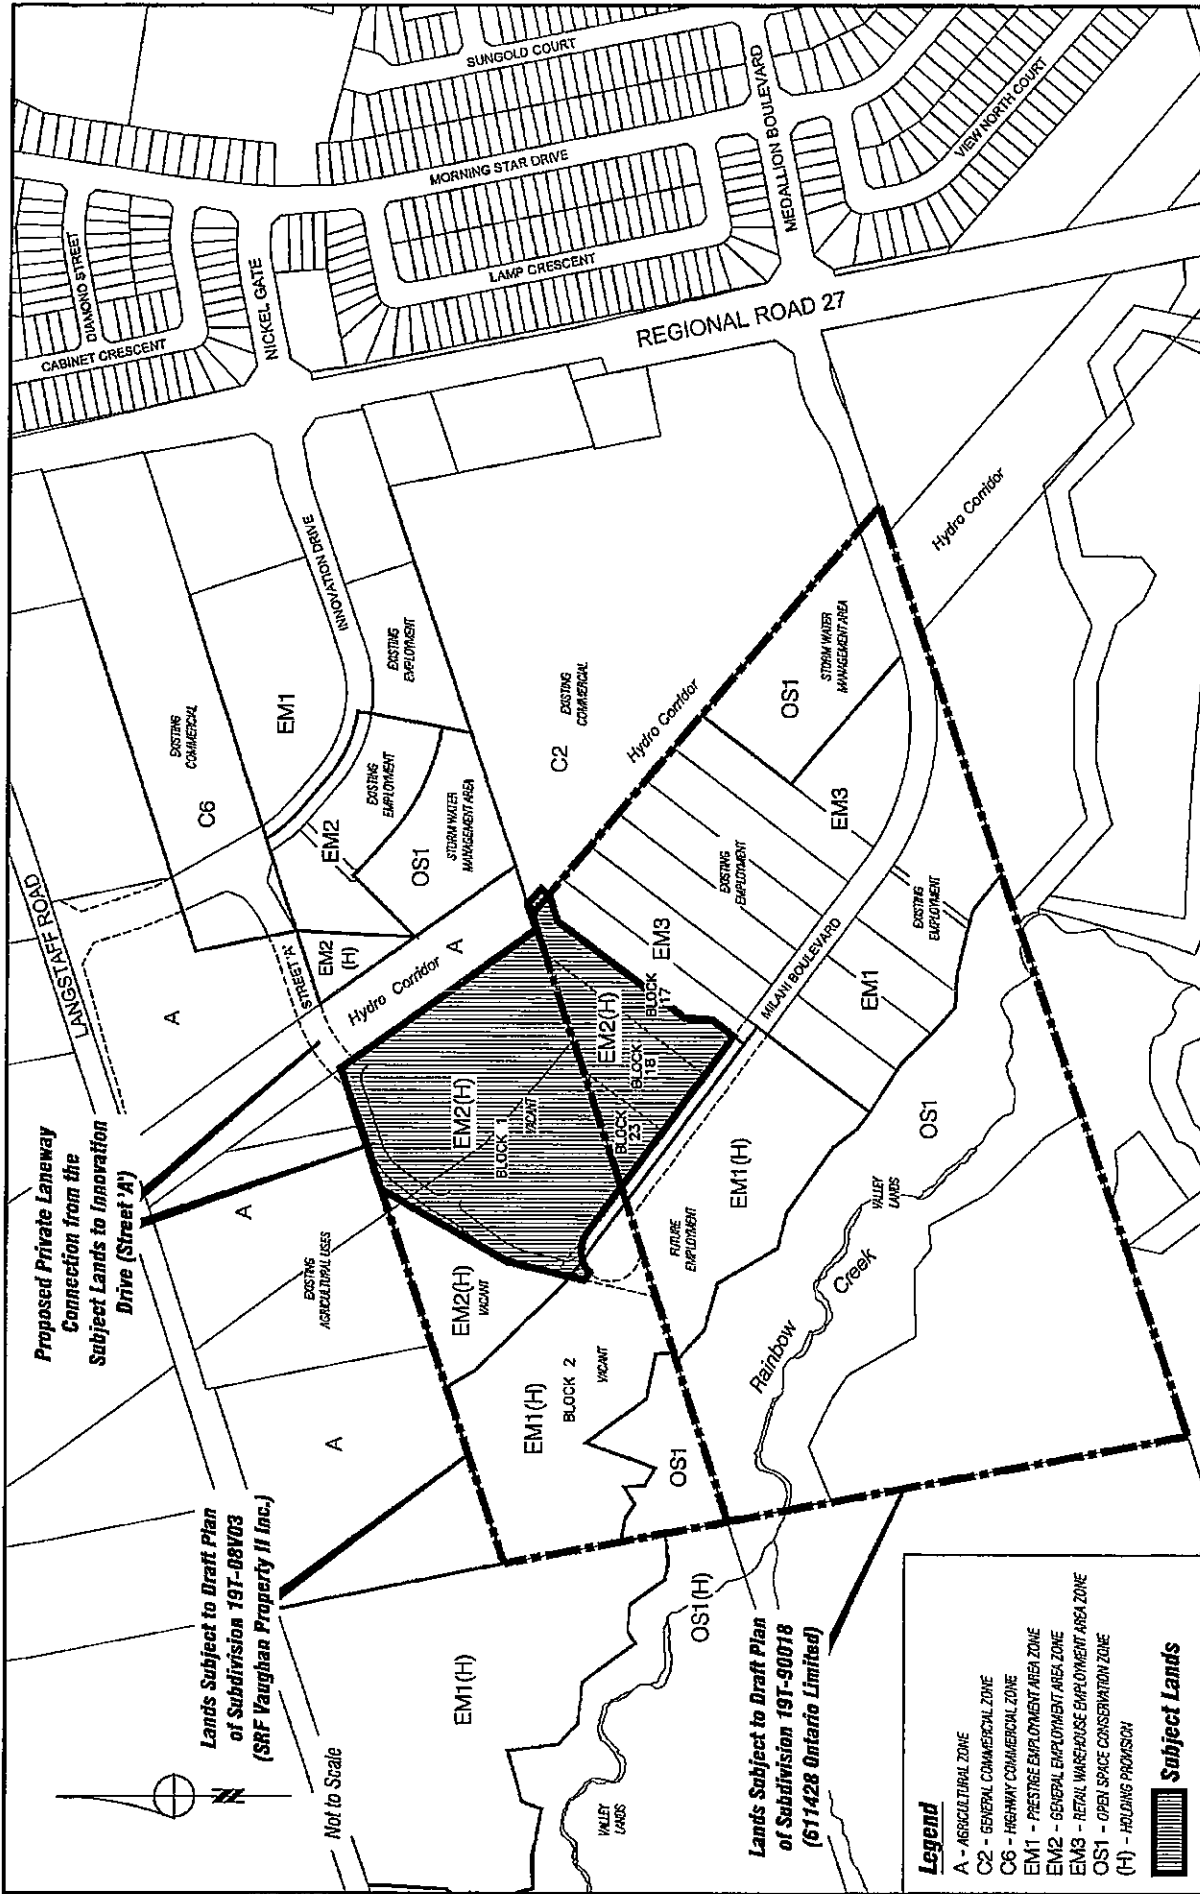 SUNGOLD COURT
MEDALLION BOULEVARD
VIEW NORTH COURT
MORNING STAR DRIVE
DIAMOND STREET
LAMP CRESCENT
NICKEL GATE
CABINET CRESCENT
REGIONAL ROAD 27
INNOVATION DRIVE
Hydro Corridor
EXISTING
EMPLOYMENT
EM1
EXISTING
COMMERCIAL
C6
LANGSTAFF ROAD
EXISTING
EMPLOYMENT
EM2
OS1
STORM WATER
MANAGEMENT AREA
EXISTING
COMMERCIAL
C2
Hydro Corridor
STORM WATER
MANAGEMENT AREA
OS1
STREET 'A'
EM2
(H)
A
Hydro Corridor
A
EM3
EXISTING
EMPLOYMENT
EM3
EXISTING
EMPLOYMENT
MILANI BOULEVARD
EM1
Proposed Private Laneway
Connection from the
Subject Lands to Innovation
Drive (Street 'A')
EM2(H)
BLOCK 1
VACANT
EM2(H)
BLOCK
17
BLOCK
18
BLOCK
23
A
EXISTING
AGRICULTURAL USES
EM2(H)
VACANT
FUTURE
EMPLOYMENT
EM1(H)
OS1
VALLEY
LANDS
A
EM1(H)
BLOCK 2
VACANT
OS1
Rainbow
Creek
Lands Subject to Draft Plan
of Subdivision 19T-08V03
(SRF Vaughan Property II Inc.)
N
Not to Scale
EM1(H)
OS1(H)
VALLEY
LANDS
Lands Subject to Draft Plan
of Subdivision 19T-90018
(611428 Ontario Limited)
Legend
A - AGRICULTURAL ZONE
C2 - GENERAL COMMERCIAL ZONE
C6 - HIGHWAY COMMERCIAL ZONE
EM1 - PRESTIGE EMPLOYMENT AREA ZONE
EM2 - GENERAL EMPLOYMENT AREA ZONE
EM3 - RETAIL WAREHOUSE EMPLOYMENT AREA ZONE
OS1 - OPEN SPACE CONSERVATION ZONE
(H) - HOLDING PROVISION
Subject Lands